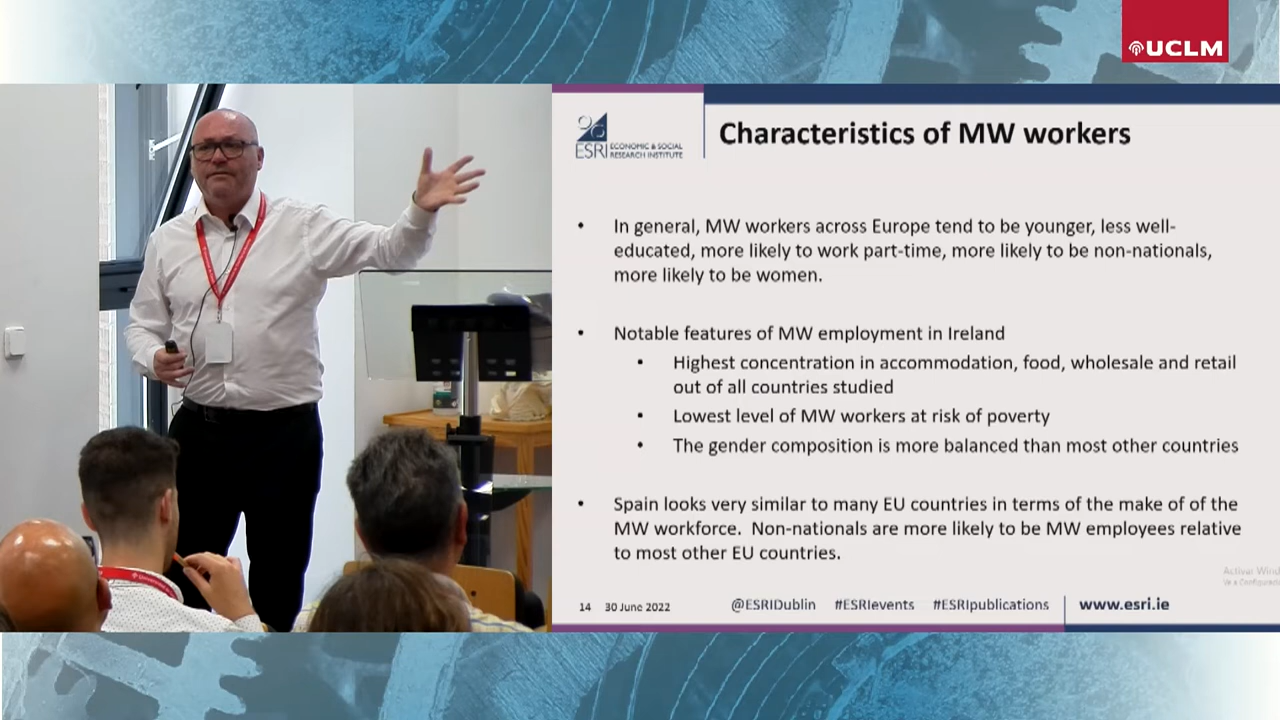 UCLM
ESRI
ECONOMIC & SOCIAL
RESEARCH INSTITUTE
Characteristics of MW workers
• In general, MW workers across Europe tend to be younger, less well-
educated, more likely to work part-time, more likely to be non-nationals,
more likely to be women.
• Notable features of MW employment in Ireland
• Highest concentration in accommodation, food, wholesale and retail
out of all countries studied
• Lowest level of MW workers at risk of poverty
• The gender composition is more balanced than most other countries
• Spain looks very similar to many EU countries in terms of the make of of the
MW workforce. Non-nationals are more likely to be MW employees relative
to most other EU countries.
Activar Wind
14 30 June 2022 @ESRIDublin #ESRIevents #ESRIpublications www.esri.ie